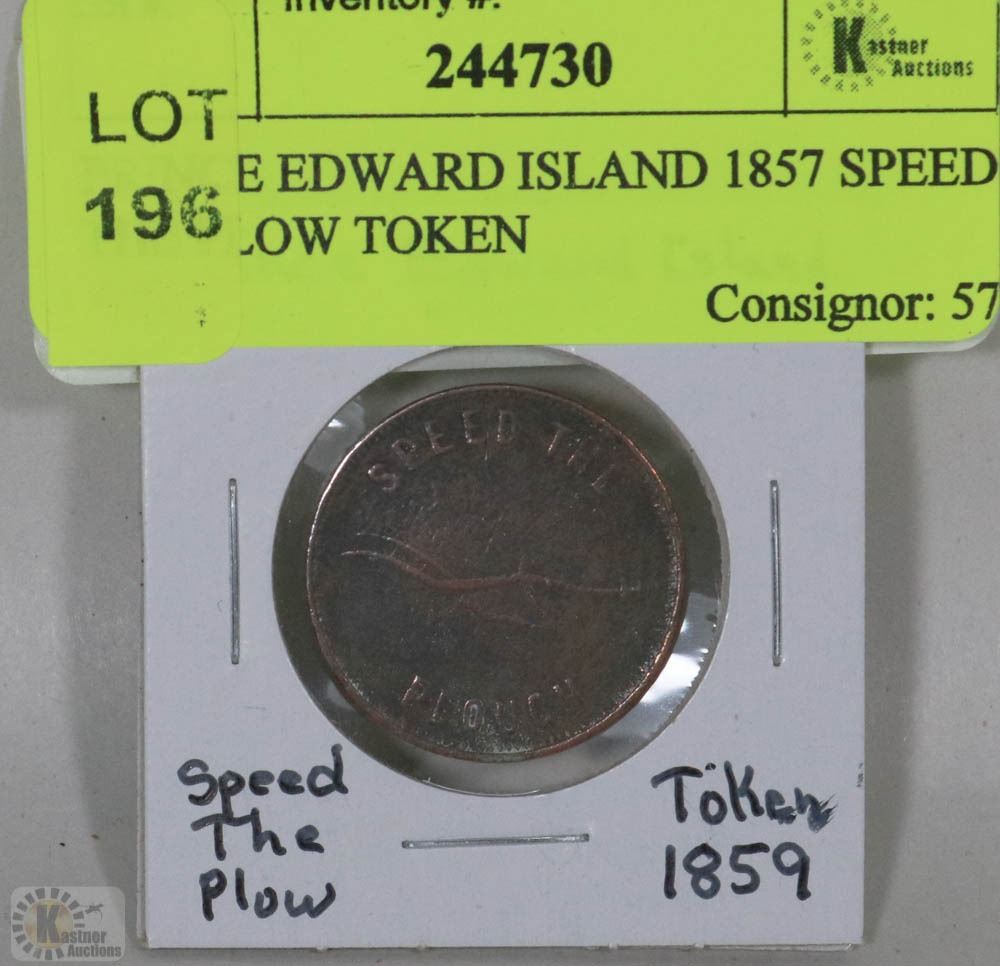 Inventory #:
244730
Kastner
Auctions
LOT
196
E EDWARD ISLAND 1857 SPEED
LOW TOKEN
Consignor: 57
SPEED THE
PLOUGH
Speed
The
Plow
Token
1859
Kastner
Auctions